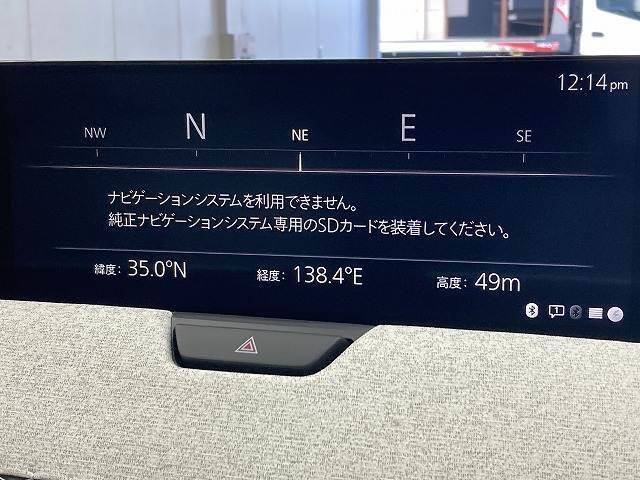 12:14pm
NW N NE E SE
ナビゲーションシステムを利用できません。
純正ナビゲーションシステム専用のSDカードを装着してください。
緯度: 35.0°N 経度: 138.4°E 高度: 49m